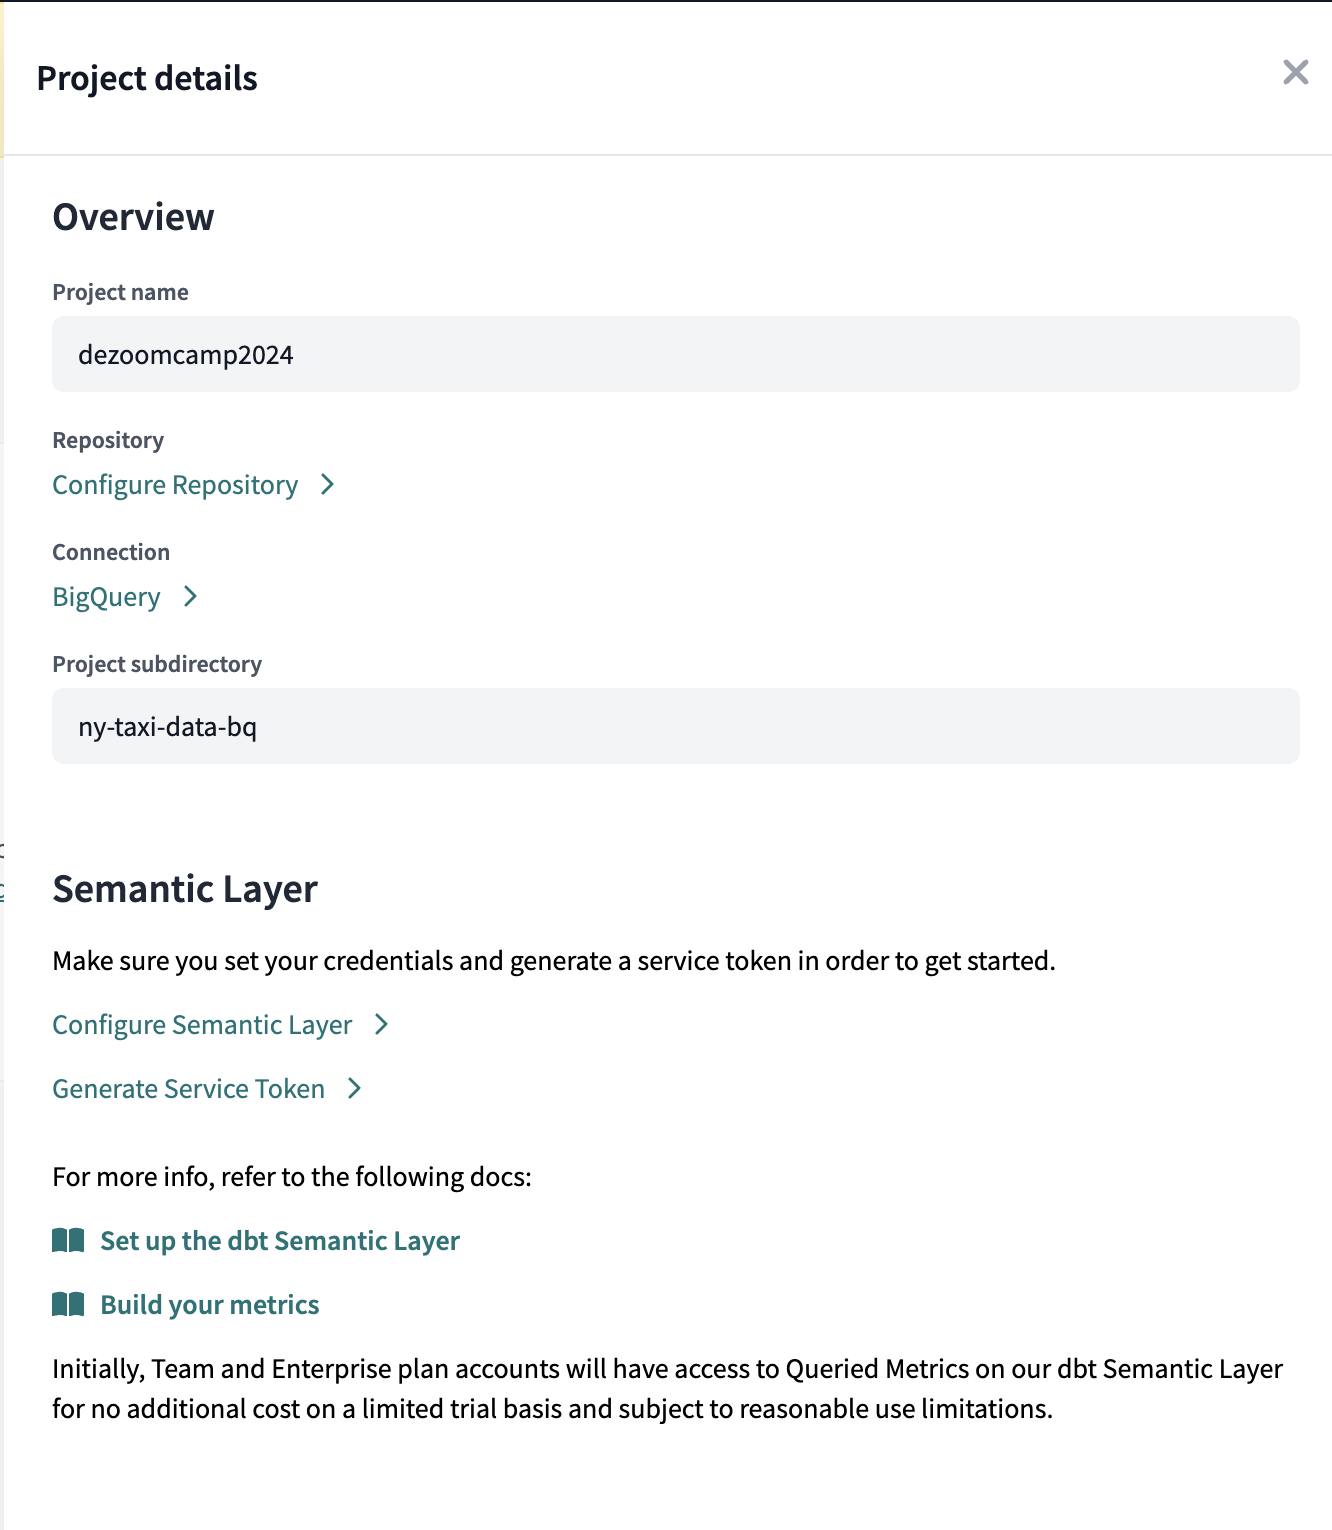 Project details
Overview
Project name
dezoomcamp2024
Repository
Configure Repository
Connection
BigQuery
Project subdirectory
ny-taxi-data-bq
Semantic Layer
Make sure you set your credentials and generate a service token in order to get started.
Configure Semantic Layer
Generate Service Token
For more info, refer to the following docs:
Set up the dbt Semantic Layer
Build your metrics
Initially, Team and Enterprise plan accounts will have access to Queried Metrics on our dbt Semantic Layer
for no additional cost on a limited trial basis and subject to reasonable use limitations.